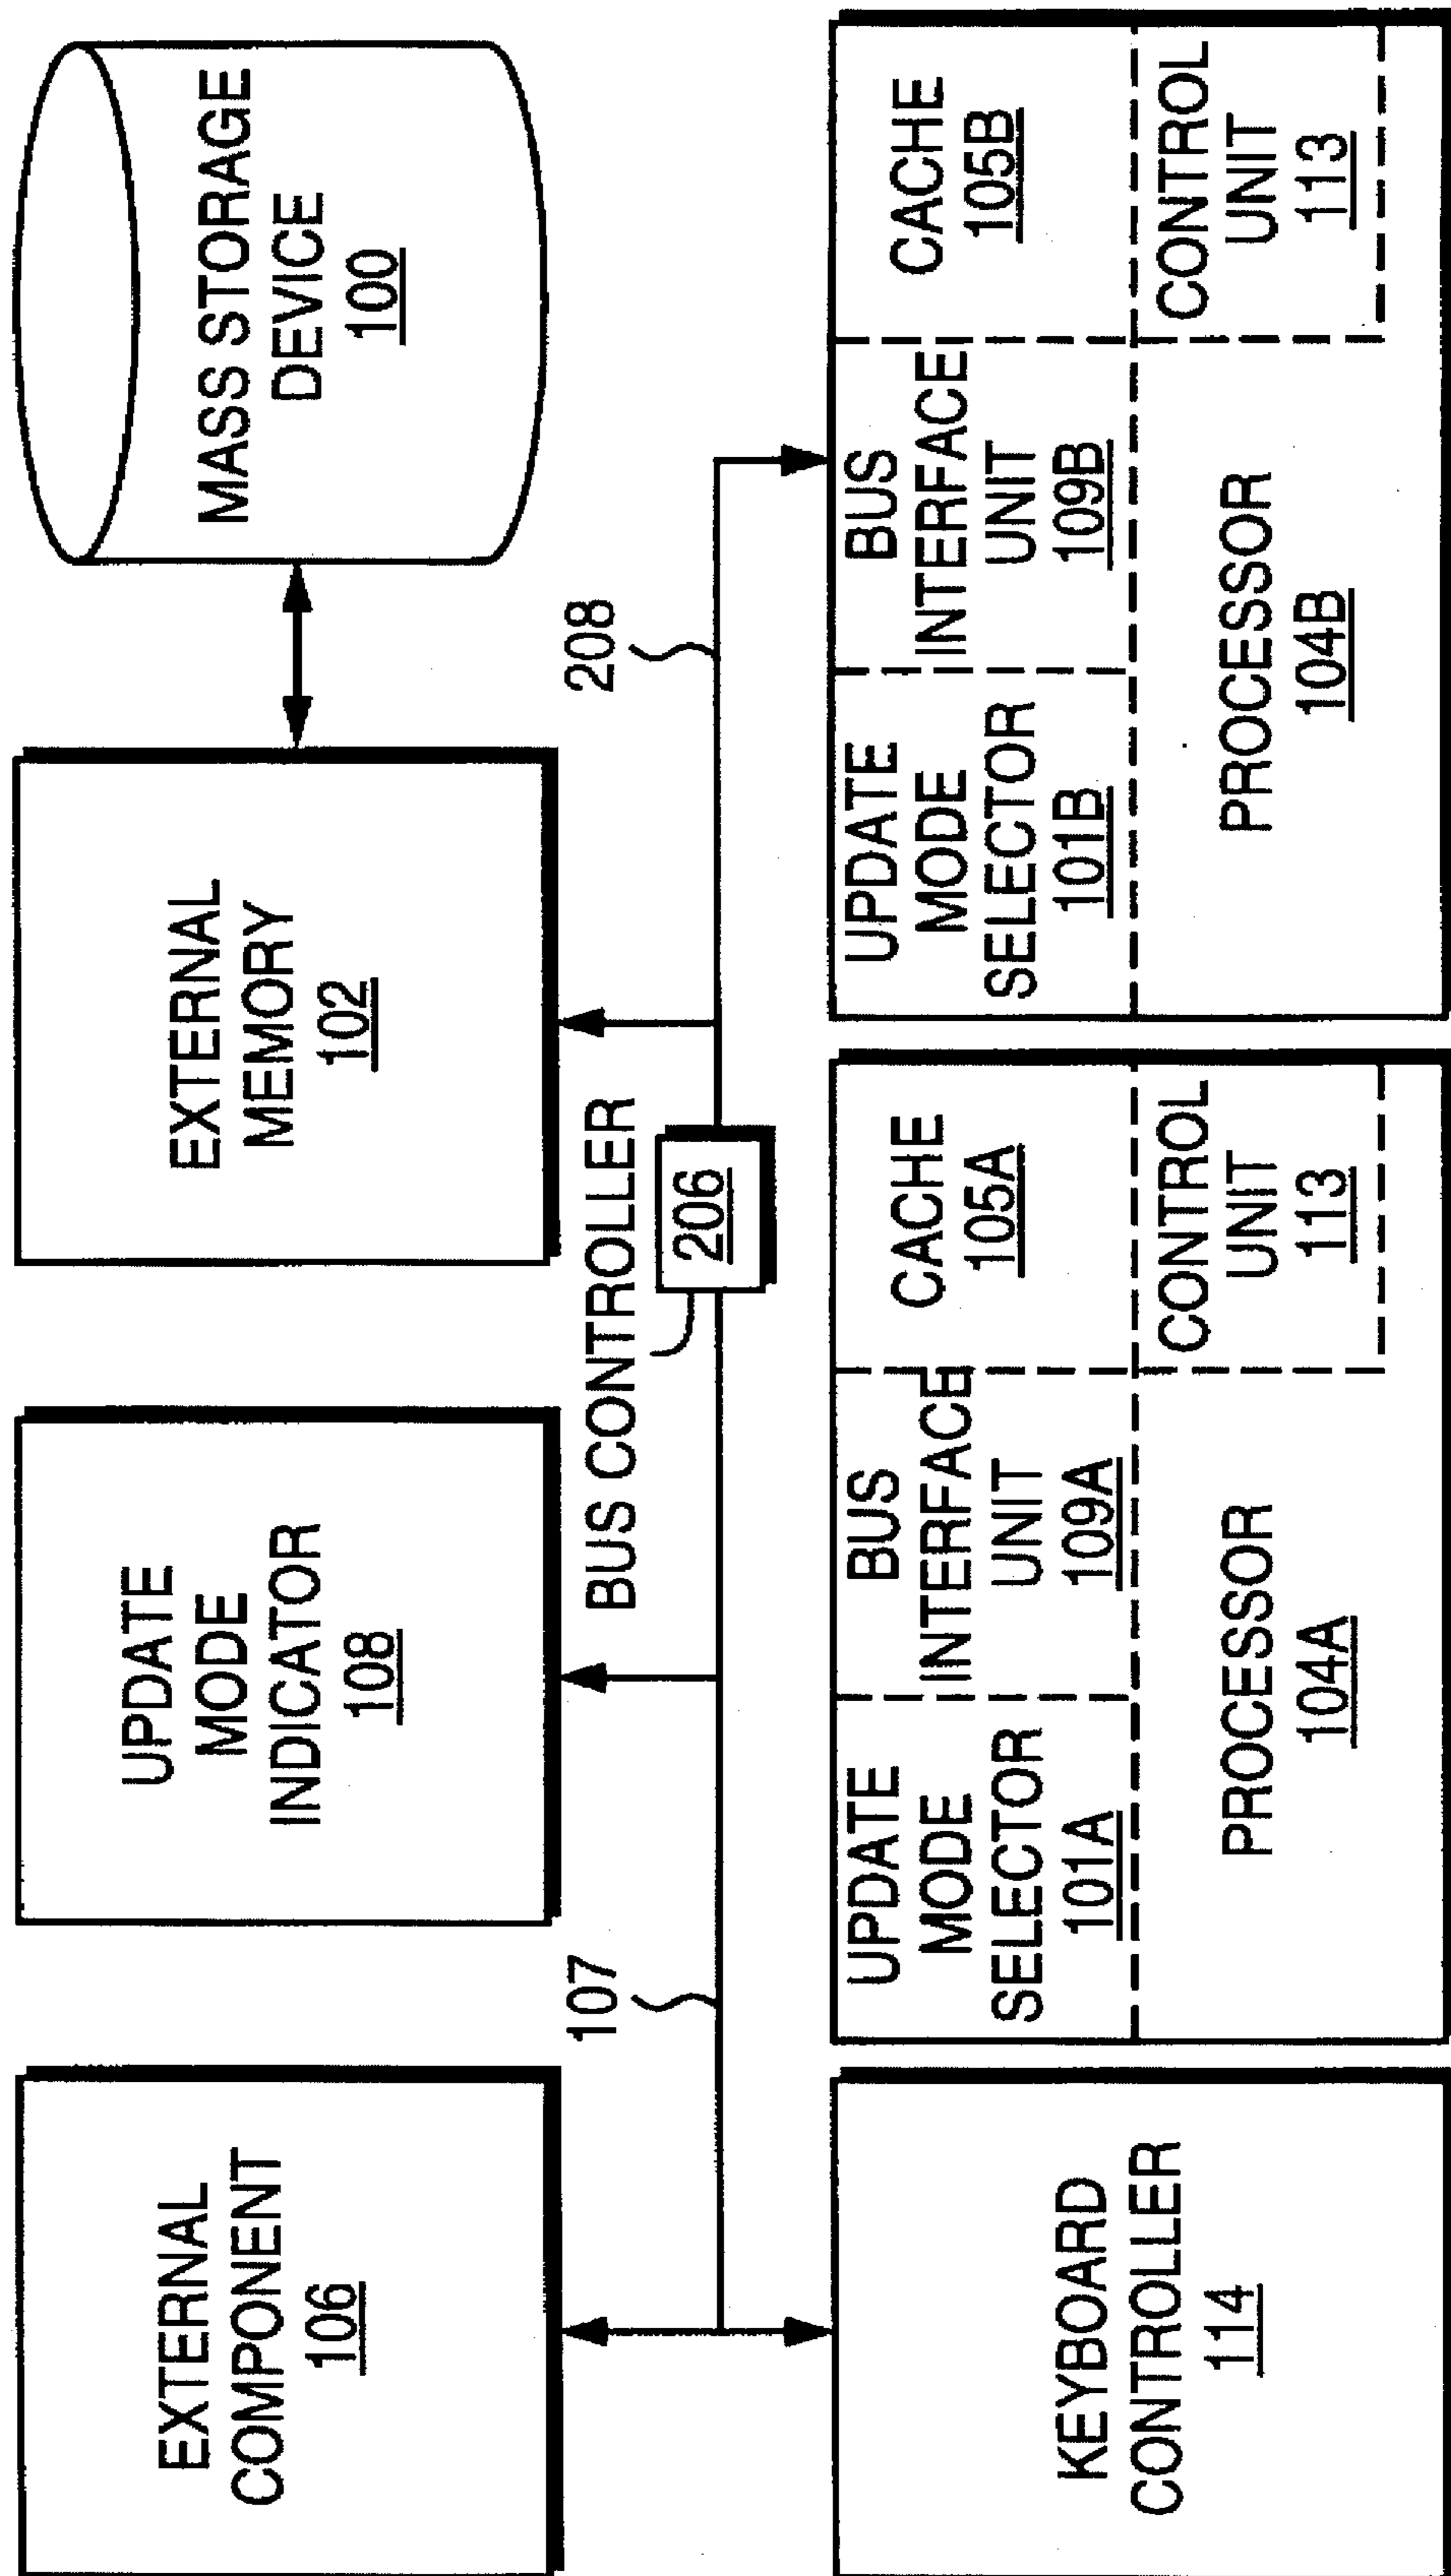 EXTERNAL
COMPONENT
106
UPDATE
MODE
INDICATOR
108
EXTERNAL
MEMORY
102
MASS STORAGE
DEVICE
100
107
BUS CONTROLLER
206
208
KEYBOARD
CONTROLLER
114
UPDATE
MODE
SELECTOR
101A
BUS
INTERFACE
UNIT
109A
CACHE
105A
CONTROL
UNIT
113
PROCESSOR
104A
UPDATE
MODE
SELECTOR
101B
BUS
INTERFACE
UNIT
109B
CACHE
105B
CONTROL
UNIT
113
PROCESSOR
104B